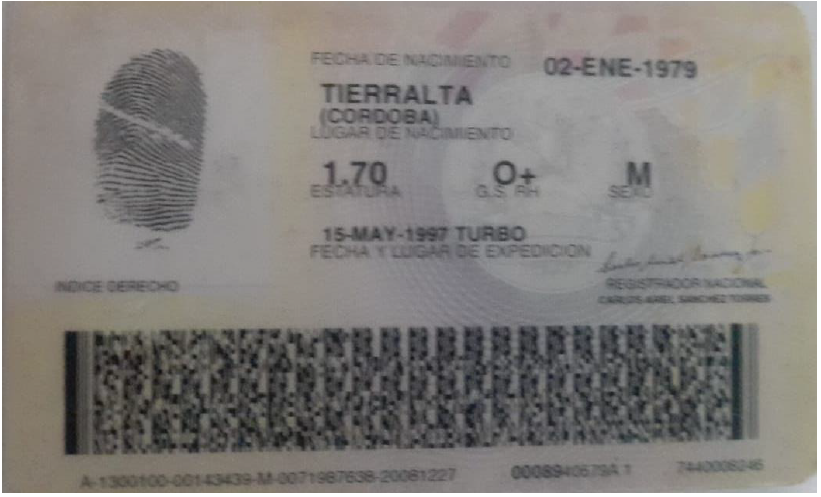 FECHA DE NACIMIENTO 02-ENE-1979
TIERRALTA
(CORDOBA)
LUGAR DE NACIMIENTO
1.70 O+ M
ESTATURA G.S. RH SEXO
15-MAY-1997 TURBO
FECHA Y LUGAR DE EXPEDICION
INDICE DERECHO
REGISTRADOR NACIONAL
CARLOS ARIEL SANCHEZ TORRES
A-1300100-00143439-M-0071987638-20081227 0008940579A 1 7440008246